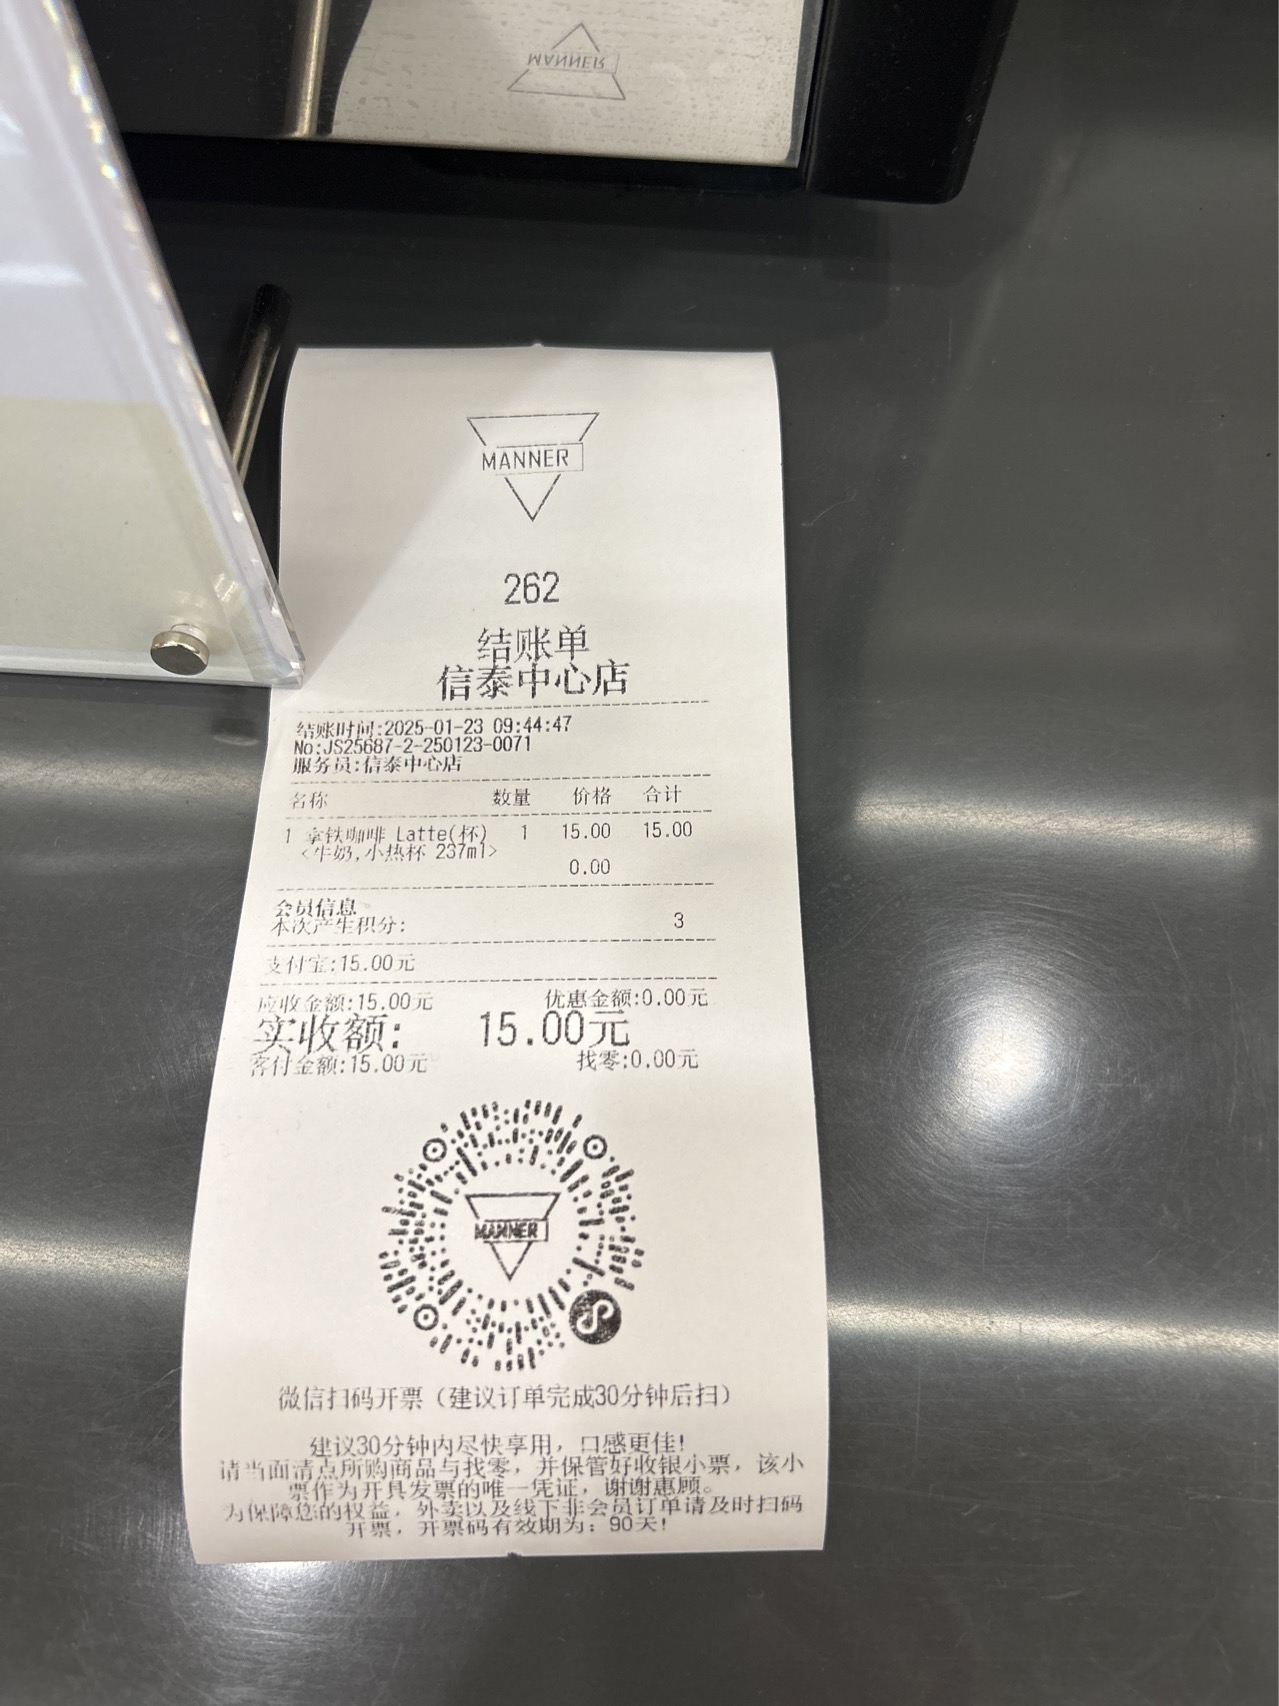 MANNER
MANNER
262
结账单
信泰中心店
结账时间:2025-01-23 09:44:47
No:JS25687-2-250123-0071
服务员:信泰中心店
名称 数量 价格 合计
1 拿铁咖啡 Latte(杯) 1 15.00 15.00
<牛奶,小热杯 237ml>
0.00
会员信息
本次产生积分: 3
支付宝:15.00元
应收金额:15.00元 优惠金额:0.00元
实收额: 15.00元
客付金额:15.00元 找零:0.00元
MANNER
微信扫码开票（建议订单完成30分钟后扫）
建议30分钟内尽快享用，口感更佳!
请当面清点所购商品与找零，并保管好收银小票，该小
票作为开具发票的唯一凭证，谢谢惠顾。
为保障您的权益，外卖以及线下非会员订单请及时扫码
开票，开票码有效期为：90天!